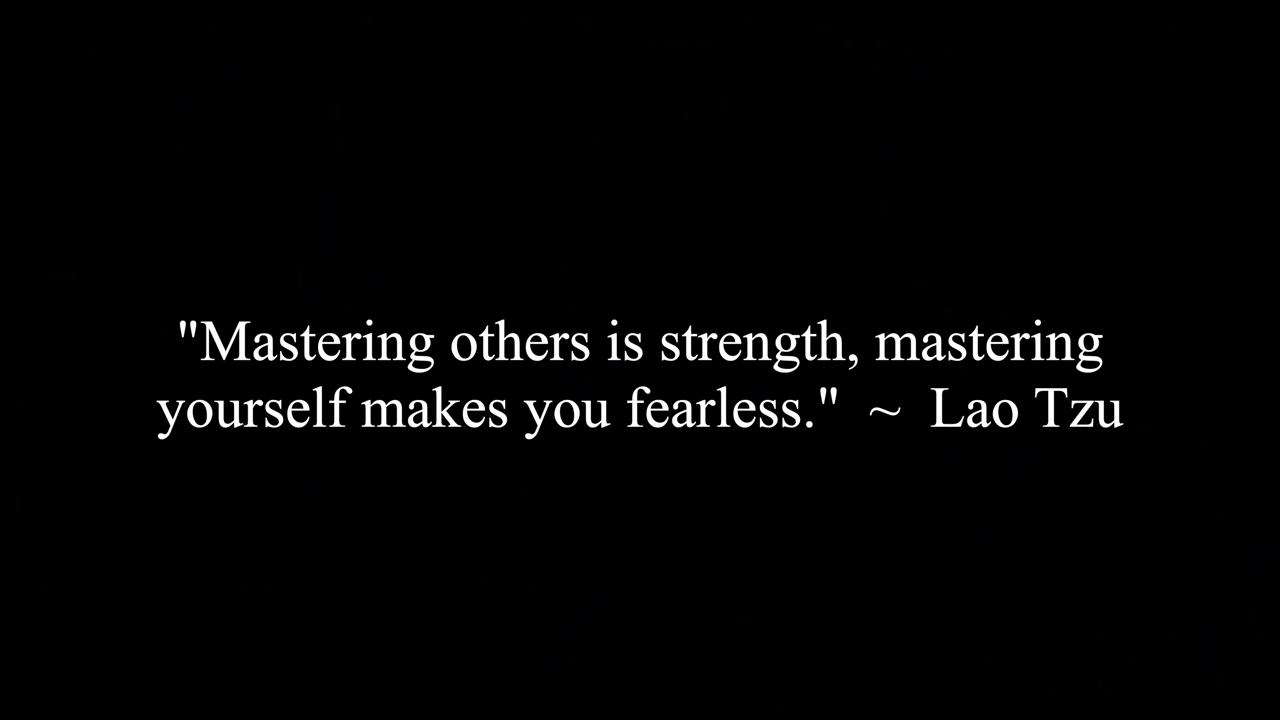 "Mastering others is strength, mastering
yourself makes you fearless."  ~  Lao Tzu